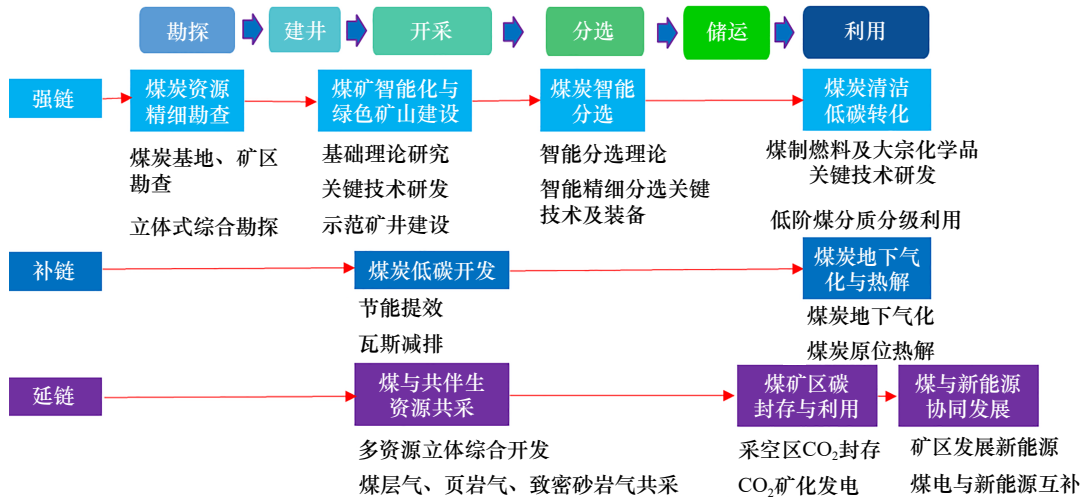 勘探
建井
开采
分选
储运
利用
强链
煤炭资源
精细勘查
煤矿智能化与
绿色矿山建设
煤炭智能
分选
煤炭清洁
低碳转化
煤炭基地、矿区
勘查
立体式综合勘探
基础理论研究
关键技术研发
示范矿井建设
智能分选理论
智能精细分选关键
技术及装备
煤制燃料及大宗化学品
关键技术研发
低阶煤分质分级利用
补链
煤炭低碳开发
煤炭地下气
化与热解
节能提效
瓦斯减排
煤炭地下气化
煤炭原位热解
延链
煤与共伴生
资源共采
煤矿区碳
封存与利用
煤与新能源
协同发展
多资源立体综合开发
煤层气、页岩气、致密砂岩气共采
采空区CO₂封存
CO₂矿化发电
矿区发展新能源
煤电与新能源互补